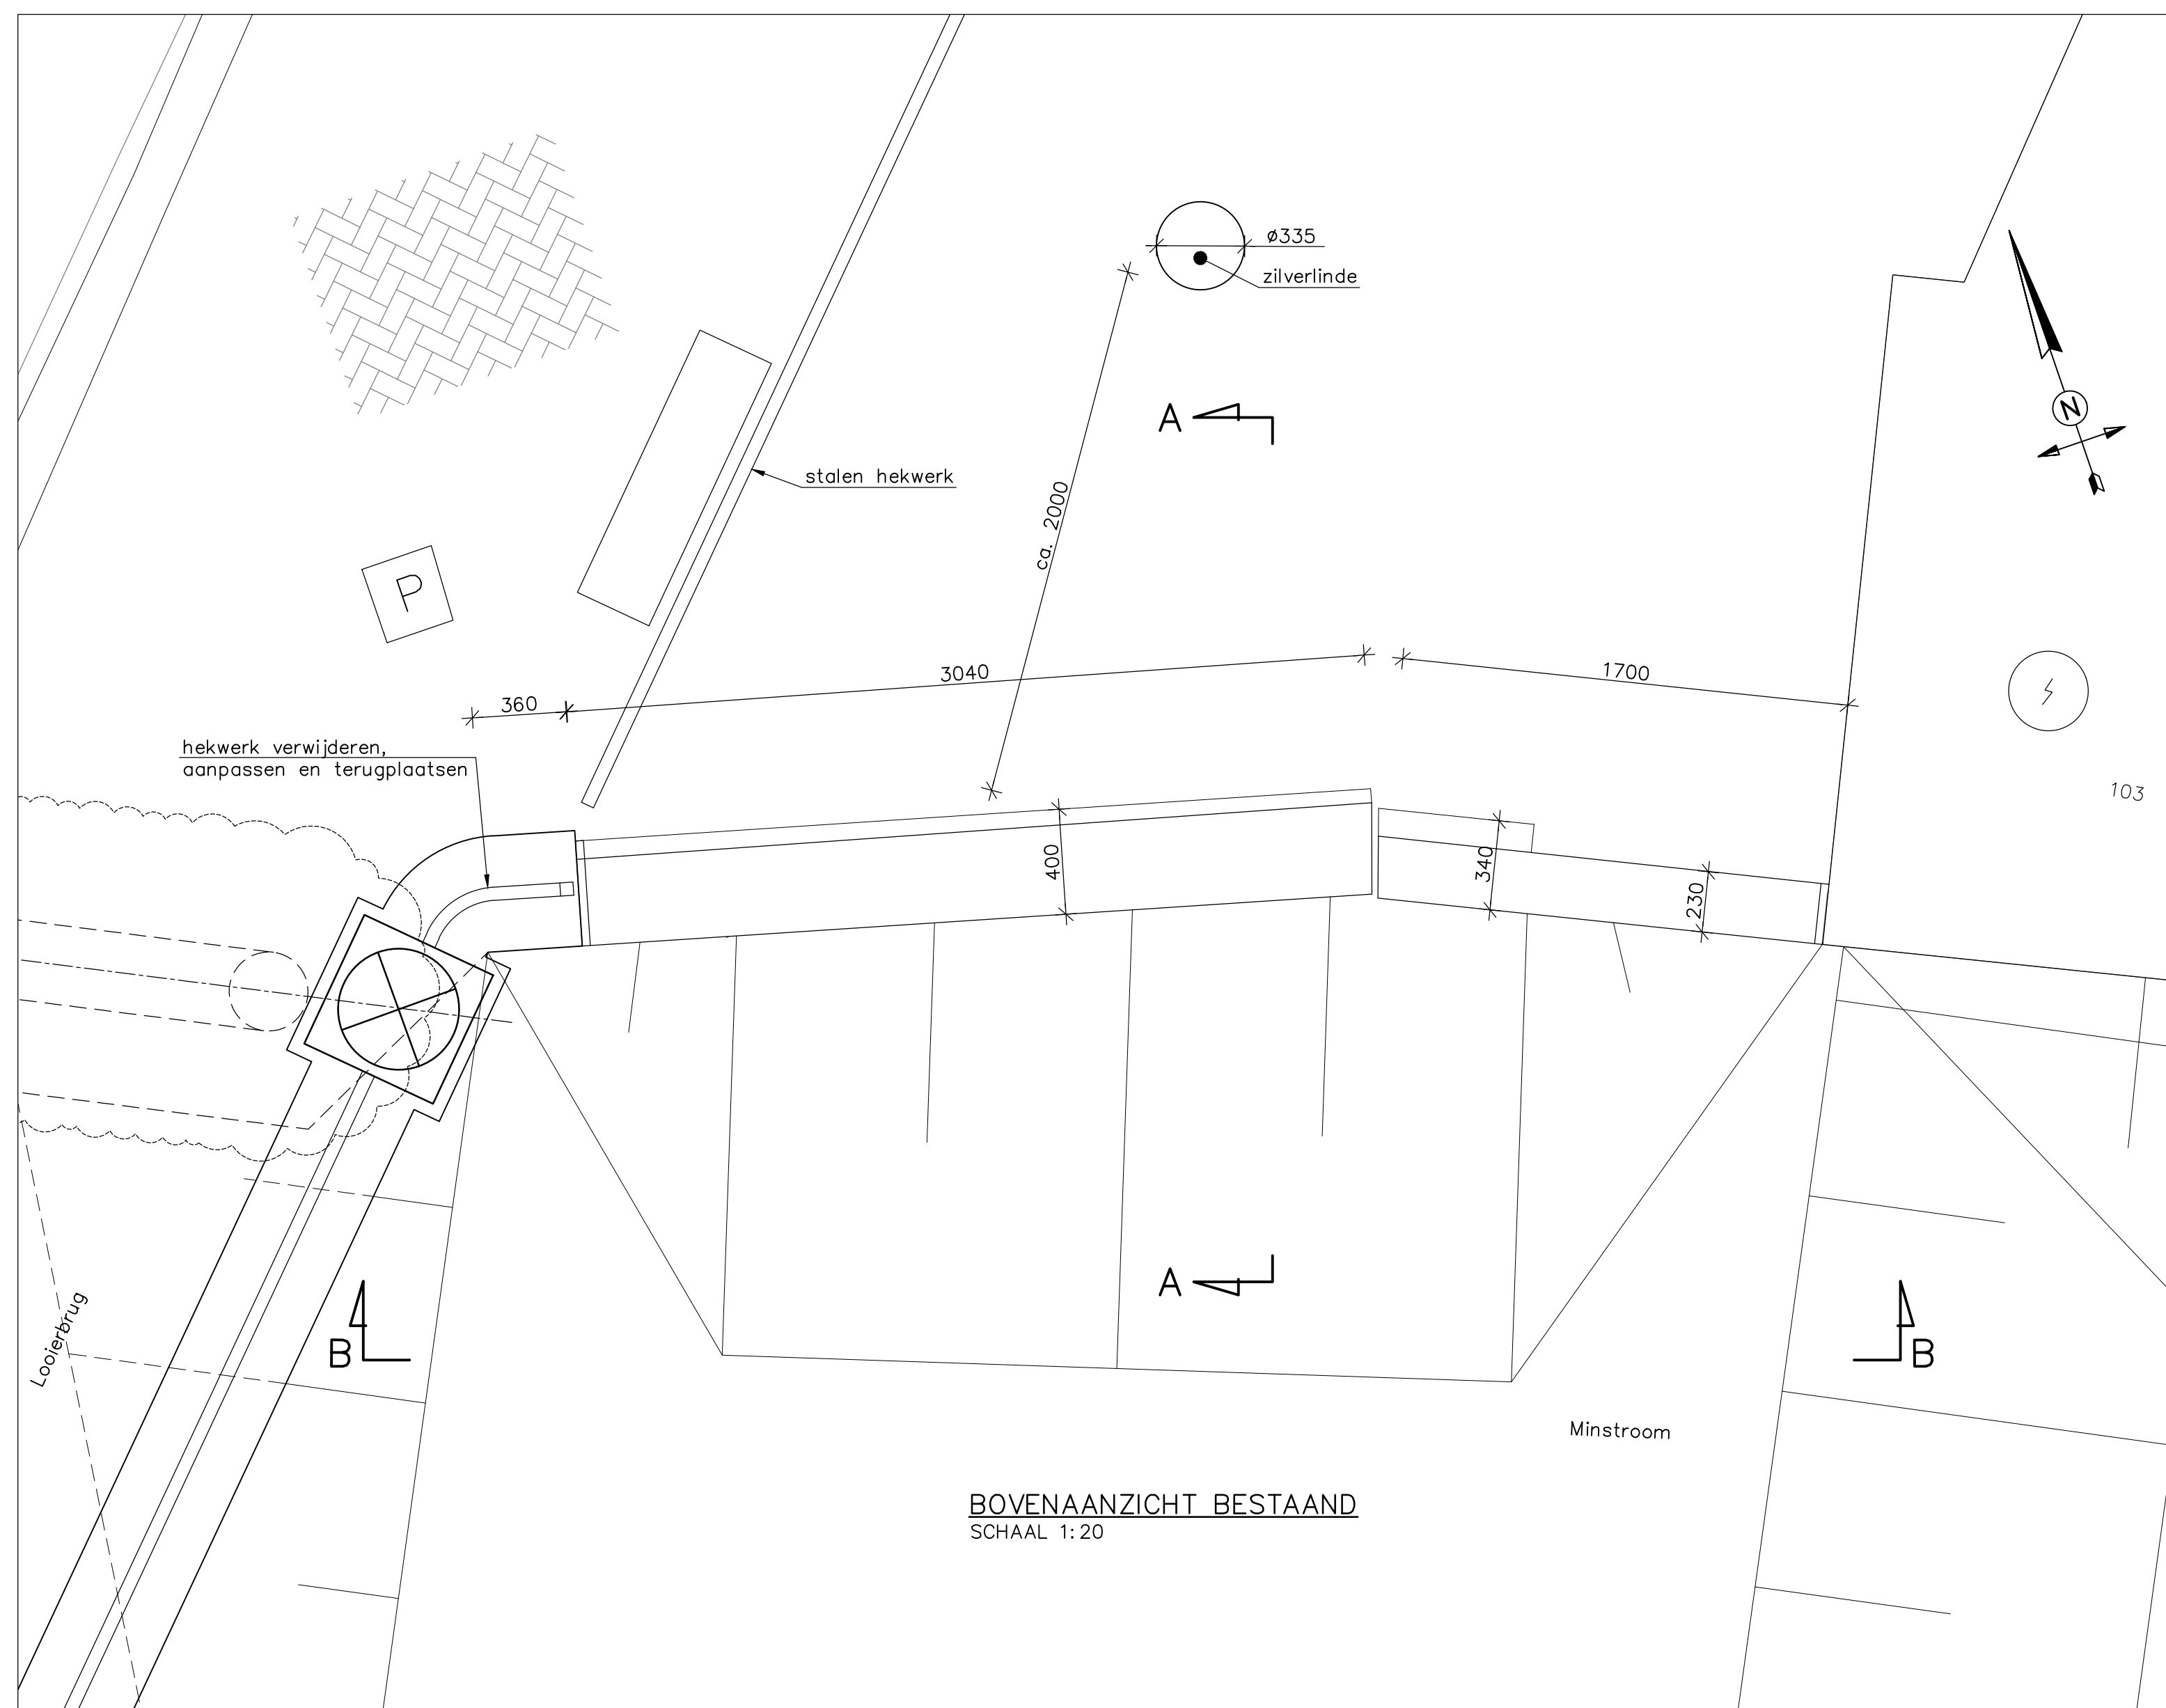 ø335
zilverlinde
A
N
stalen hekwerk
ca. 2000
P
3040
1700
360
hekwerk verwijderen,
aanpassen en terugplaatsen
103
400
340
230
A
B
B
Looierbrug
Minstroom
BOVENAANZICHT BESTAAND
SCHAAL 1:20